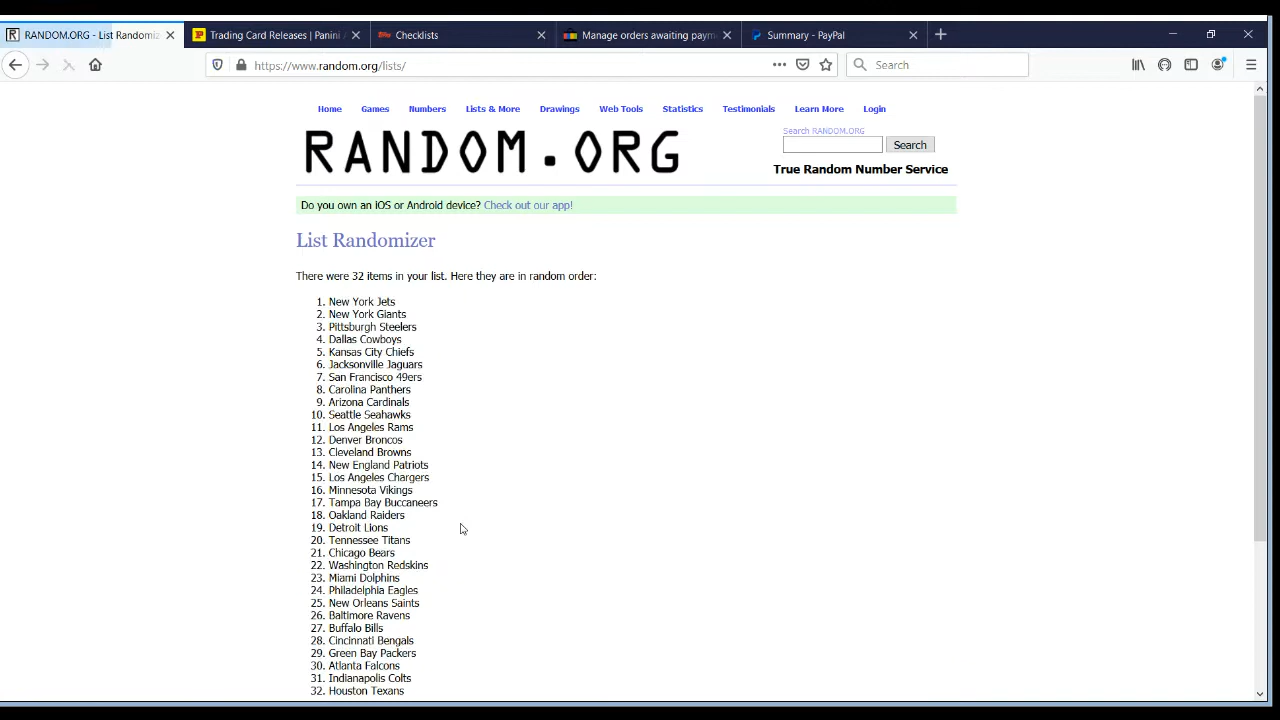 RANDOM.ORG - List Randomiz
Trading Card Releases | Panini
Checklists
Manage orders awaiting paym
Summary - PayPal
https://www.random.org/lists/
Search
Home Games Numbers Lists & More Drawings Web Tools Statistics Testimonials Learn More Login
RANDOM.ORG
Search RANDOM.ORG
Search
True Random Number Service
Do you own an iOS or Android device? Check out our app!
List Randomizer
There were 32 items in your list. Here they are in random order:
1. New York Jets
2. New York Giants
3. Pittsburgh Steelers
4. Dallas Cowboys
5. Kansas City Chiefs
6. Jacksonville Jaguars
7. San Francisco 49ers
8. Carolina Panthers
9. Arizona Cardinals
10. Seattle Seahawks
11. Los Angeles Rams
12. Denver Broncos
13. Cleveland Browns
14. New England Patriots
15. Los Angeles Chargers
16. Minnesota Vikings
17. Tampa Bay Buccaneers
18. Oakland Raiders
19. Detroit Lions
20. Tennessee Titans
21. Chicago Bears
22. Washington Redskins
23. Miami Dolphins
24. Philadelphia Eagles
25. New Orleans Saints
26. Baltimore Ravens
27. Buffalo Bills
28. Cincinnati Bengals
29. Green Bay Packers
30. Atlanta Falcons
31. Indianapolis Colts
32. Houston Texans